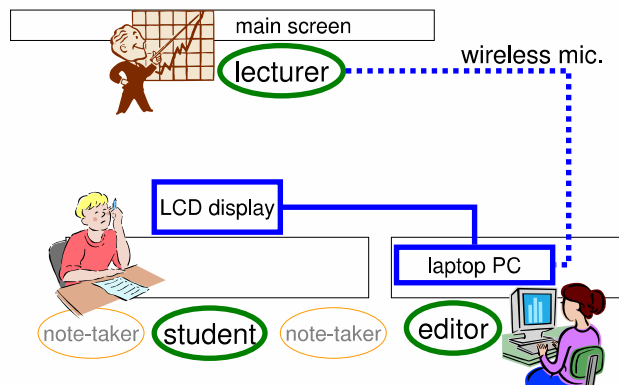 main screen
lecturer
wireless mic.
LCD display
laptop PC
note-taker
student
note-taker
editor